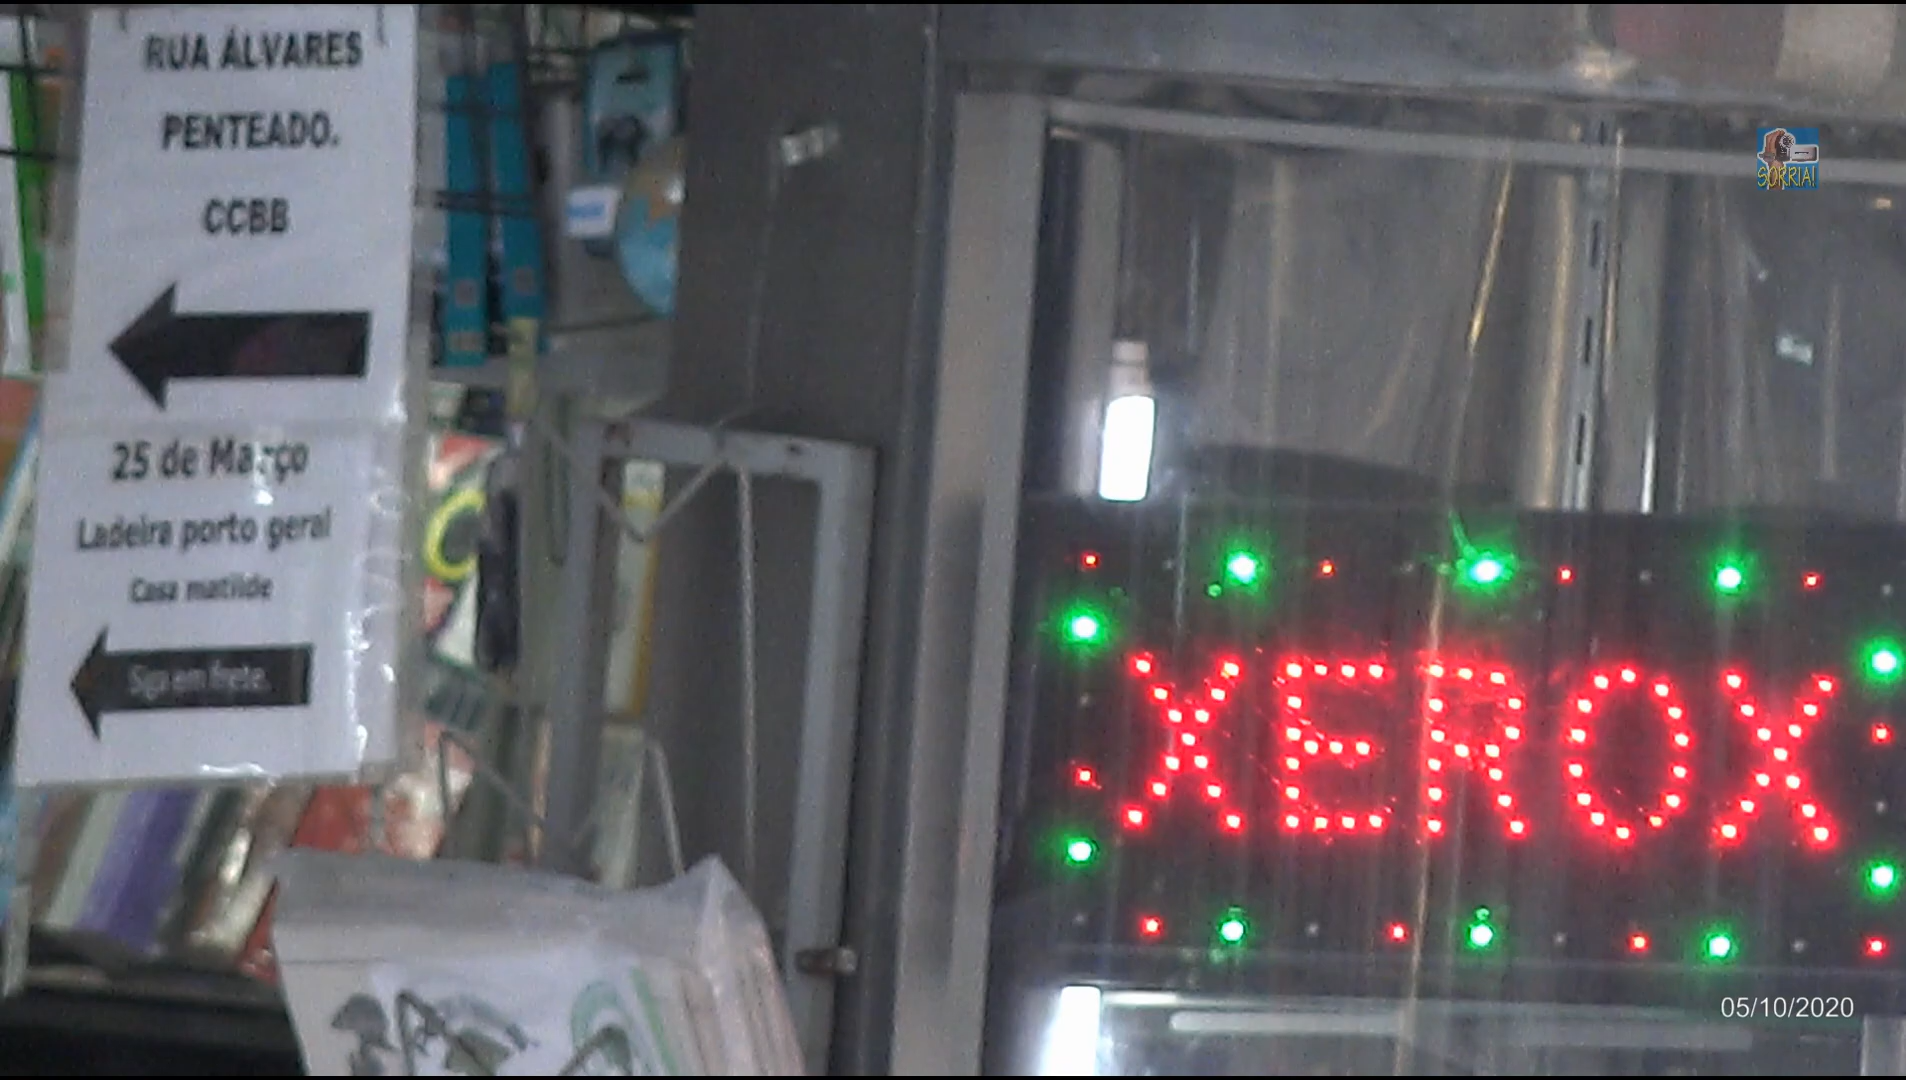 RUA ÁLVARES
PENTEADO.
CCBB
25 de Março
Ladeira porto geral
Casa matilde
Siga em frete.
SORRIA!
XEROX
05/10/2020